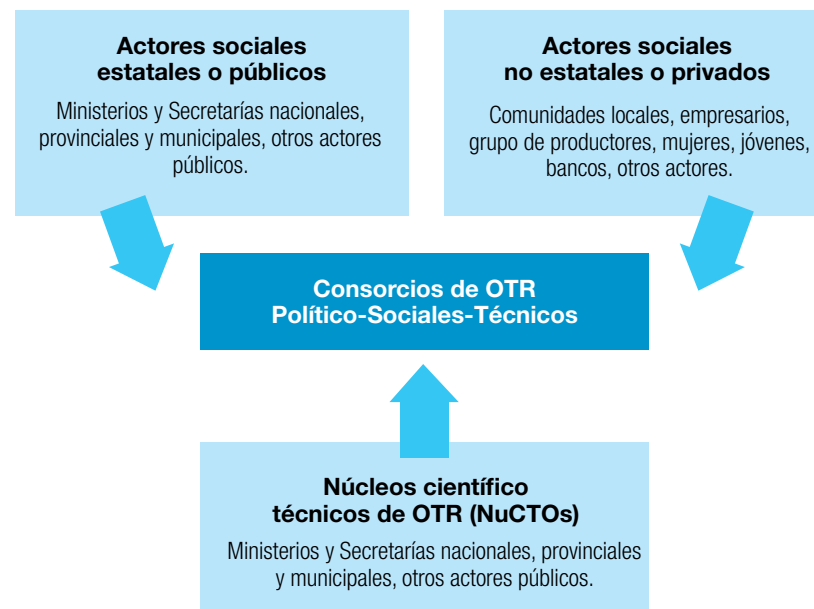 Actores sociales
estatales o públicos
Ministerios y Secretarías nacionales,
provinciales y municipales, otros actores
públicos.
Actores sociales
no estatales o privados
Comunidades locales, empresarios,
grupo de productores, mujeres, jóvenes,
bancos, otros actores.
Consorcios de OTR
Político-Sociales-Técnicos
Núcleos científico
técnicos de OTR (NuCTOs)
Ministerios y Secretarías nacionales, provinciales
y municipales, otros actores públicos.